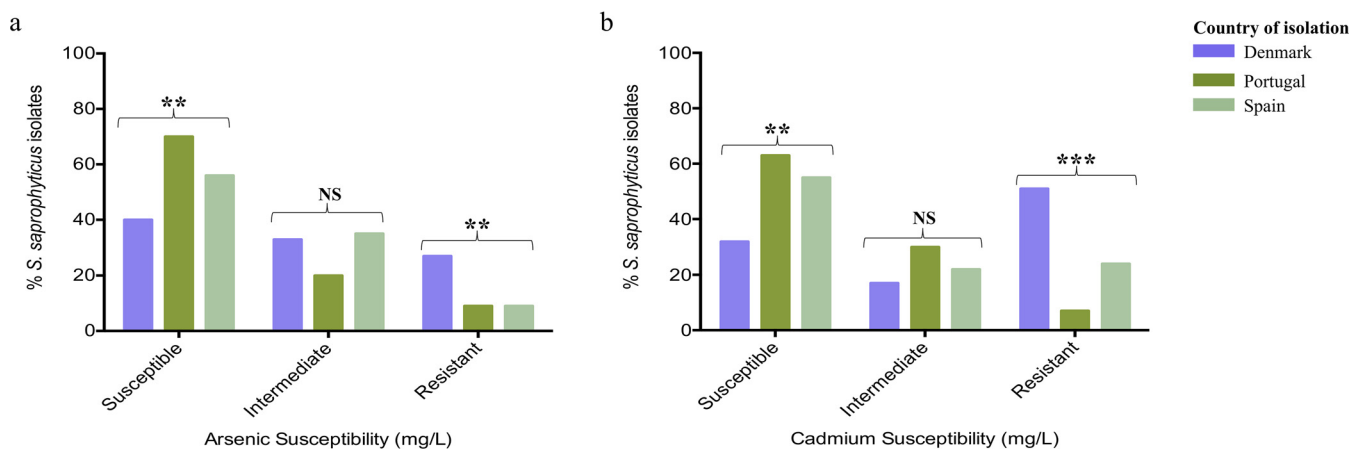 a
100
80
60
40
20
0
% S. saprophyticus isolates
**
NS
**
Susceptible
Intermediate
Resistant
Arsenic Susceptibility (mg/L)
b
100
80
60
40
20
0
% S. saprophyticus isolates
**
NS
***
Susceptible
Intermediate
Resistant
Cadmium Susceptibility (mg/L)
Country of isolation
Denmark
Portugal
Spain